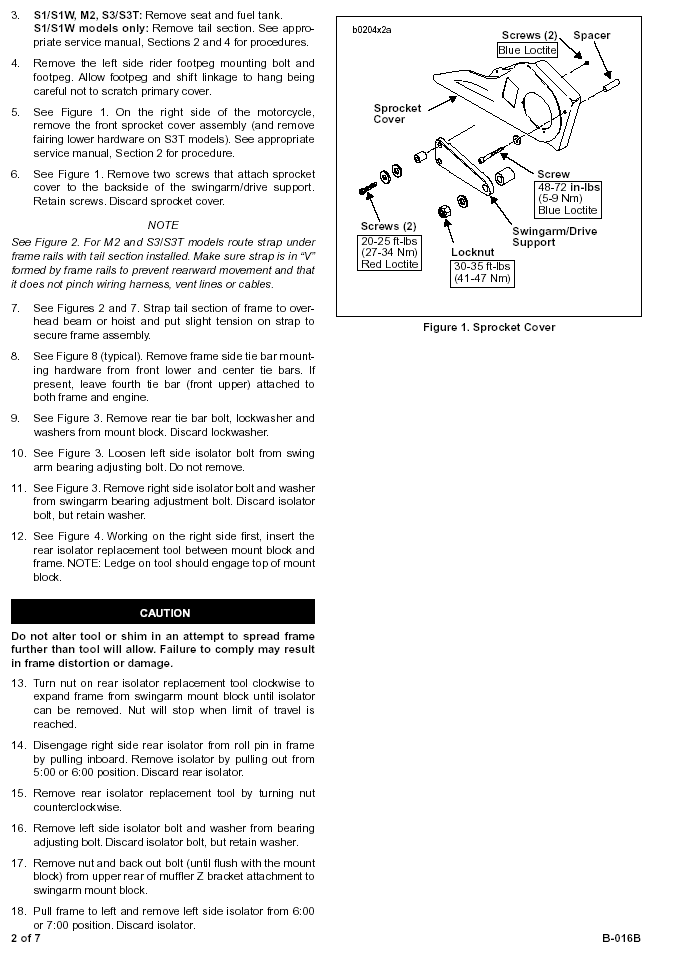 3. S1/S1W, M2, S3/S3T: Remove seat and fuel tank.
S1/S1W models only: Remove tail section. See appro-
priate service manual, Sections 2 and 4 for procedures.
4. Remove the left side rider footpeg mounting bolt and
footpeg. Allow footpeg and shift linkage to hang being
careful not to scratch primary cover.
5. See Figure 1. On the right side of the motorcycle,
remove the front sprocket cover assembly (and remove
fairing lower hardware on S3T models). See appropriate
service manual, Section 2 for procedure.
6. See Figure 1. Remove two screws that attach sprocket
cover to the backside of the swingarm/drive support.
Retain screws. Discard sprocket cover.
NOTE
See Figure 2. For M2 and S3/S3T models route strap under
frame rails with tail section installed. Make sure strap is in “V”
formed by frame rails to prevent rearward movement and that
it does not pinch wiring harness, vent lines or cables.
7. See Figures 2 and 7. Strap tail section of frame to over-
head beam or hoist and put slight tension on strap to
secure frame assembly.
8. See Figure 8 (typical). Remove frame side tie bar mount-
ing hardware from front lower and center tie bars. If
present, leave fourth tie bar (front upper) attached to
both frame and engine.
9. See Figure 3. Remove rear tie bar bolt, lockwasher and
washers from mount block. Discard lockwasher.
10. See Figure 3. Loosen left side isolator bolt from swing
arm bearing adjusting bolt. Do not remove.
11. See Figure 3. Remove right side isolator bolt and washer
from swingarm bearing adjustment bolt. Discard isolator
bolt, but retain washer.
12. See Figure 4. Working on the right side first, insert the
rear isolator replacement tool between mount block and
frame. NOTE: Ledge on tool should engage top of mount
block.
CAUTION
Do not alter tool or shim in an attempt to spread frame
further than tool will allow. Failure to comply may result
in frame distortion or damage.
13. Turn nut on rear isolator replacement tool clockwise to
expand frame from swingarm mount block until isolator
can be removed. Nut will stop when limit of travel is
reached.
14. Disengage right side rear isolator from roll pin in frame
by pulling inboard. Remove isolator by pulling out from
5:00 or 6:00 position. Discard rear isolator.
15. Remove rear isolator replacement tool by turning nut
counterclockwise.
16. Remove left side isolator bolt and washer from bearing
adjusting bolt. Discard isolator bolt, but retain washer.
17. Remove nut and back out bolt (until flush with the mount
block) from upper rear of muffler Z bracket attachment to
swingarm mount block.
18. Pull frame to left and remove left side isolator from 6:00
or 7:00 position. Discard isolator.
b0204x2a
Screws (2)
Blue Loctite
Spacer
Sprocket
Cover
Screw
48-72 in-lbs
(5-9 Nm)
Blue Loctite
Screws (2)
20-25 ft-lbs
(27-34 Nm)
Red Loctite
Swingarm/Drive
Support
Locknut
30-35 ft-lbs
(41-47 Nm)
Figure 1. Sprocket Cover
2 of 7
B-016B